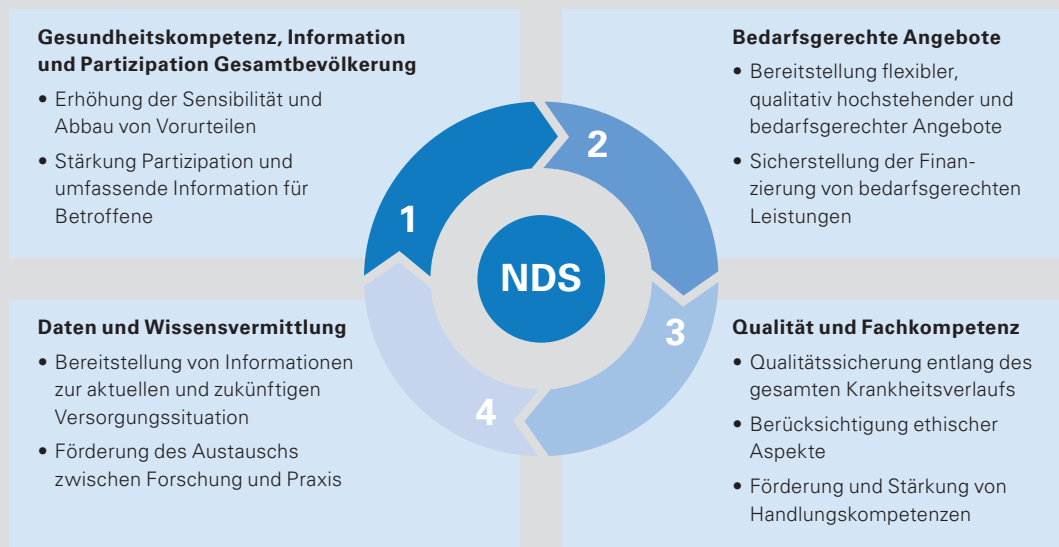 Gesundheitskompetenz, Information
und Partizipation Gesamtbevölkerung
• Erhöhung der Sensibilität und
Abbau von Vorurteilen
• Stärkung Partizipation und
umfassende Information für
Betroffene
1
Bedarfsgerechte Angebote
• Bereitstellung flexibler,
qualitativ hochstehender und
bedarfsgerechter Angebote
• Sicherstellung der Finan-
zierung von bedarfsgerechten
Leistungen
2
NDS
Qualität und Fachkompetenz
• Qualitätssicherung entlang des
gesamten Krankheitsverlaufs
• Berücksichtigung ethischer
Aspekte
• Förderung und Stärkung von
Handlungskompetenzen
3
Daten und Wissensvermittlung
• Bereitstellung von Informationen
zur aktuellen und zukünftigen
Versorgungssituation
• Förderung des Austauschs
zwischen Forschung und Praxis
4